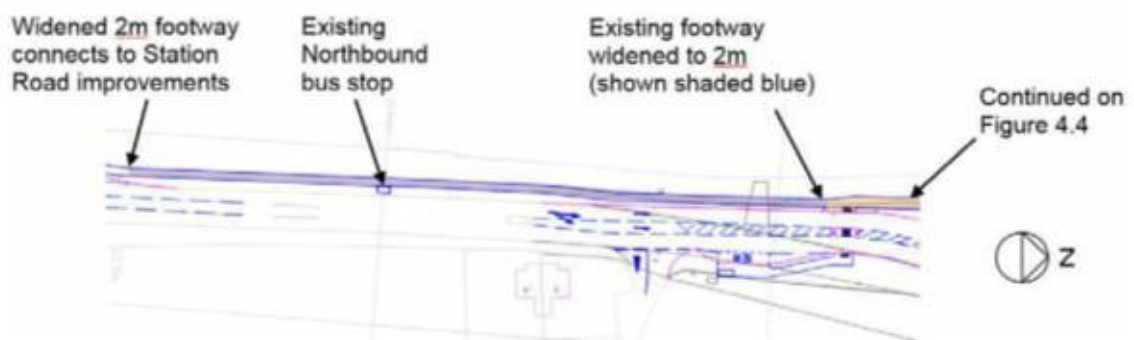 Widened 2m footway
connects to Station
Road improvements
Existing
Northbound
bus stop
Existing footway
widened to 2m
(shown shaded blue)
Continued on
Figure 4.4
Z